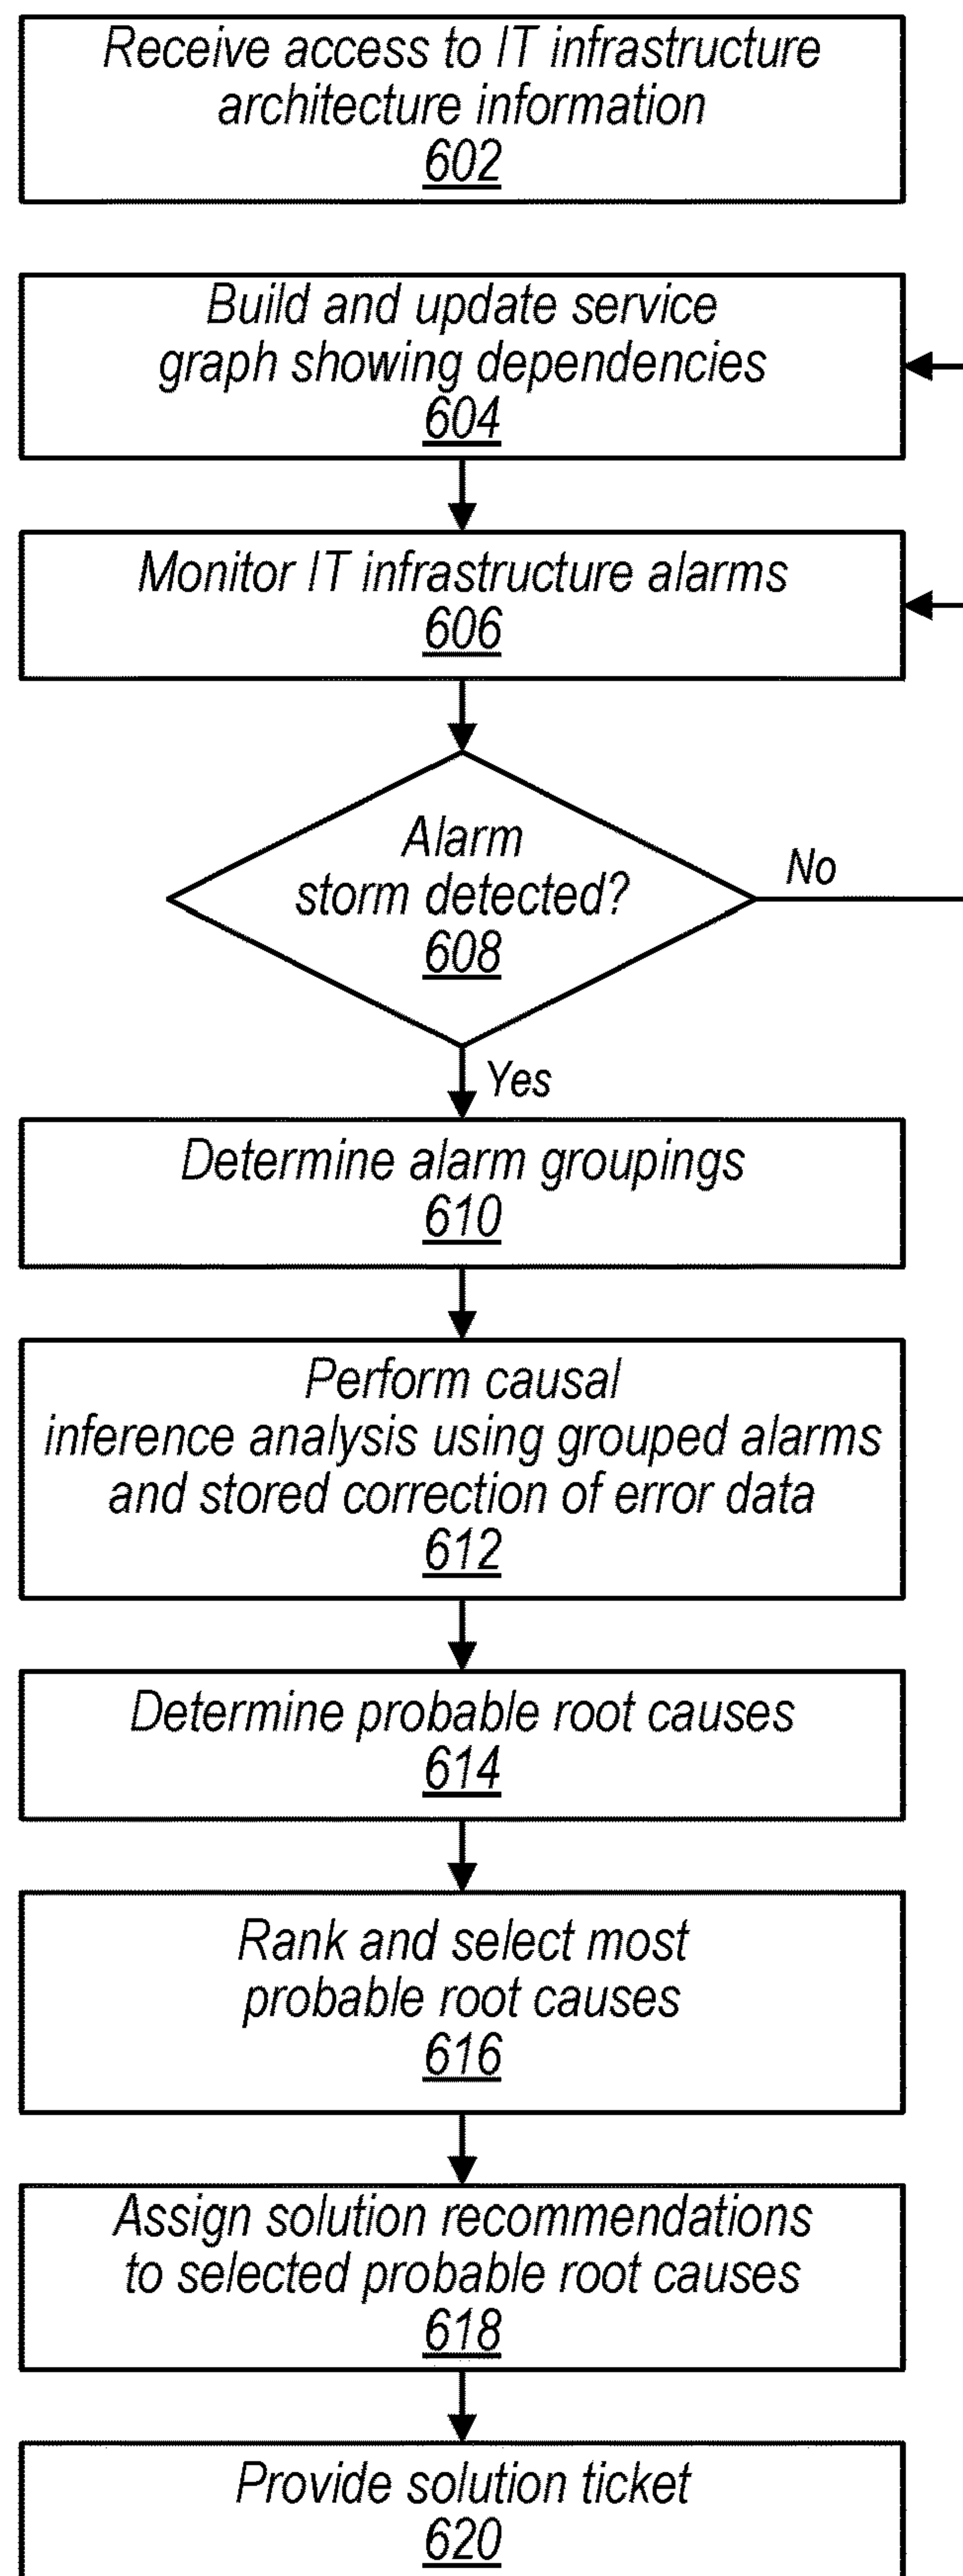 Receive access to IT infrastructure
architecture information
602
Build and update service
graph showing dependencies
604
Monitor IT infrastructure alarms
606
Alarm
storm detected?
608
No
Yes
Determine alarm groupings
610
Perform causal
inference analysis using grouped alarms
and stored correction of error data
612
Determine probable root causes
614
Rank and select most
probable root causes
616
Assign solution recommendations
to selected probable root causes
618
Provide solution ticket
620